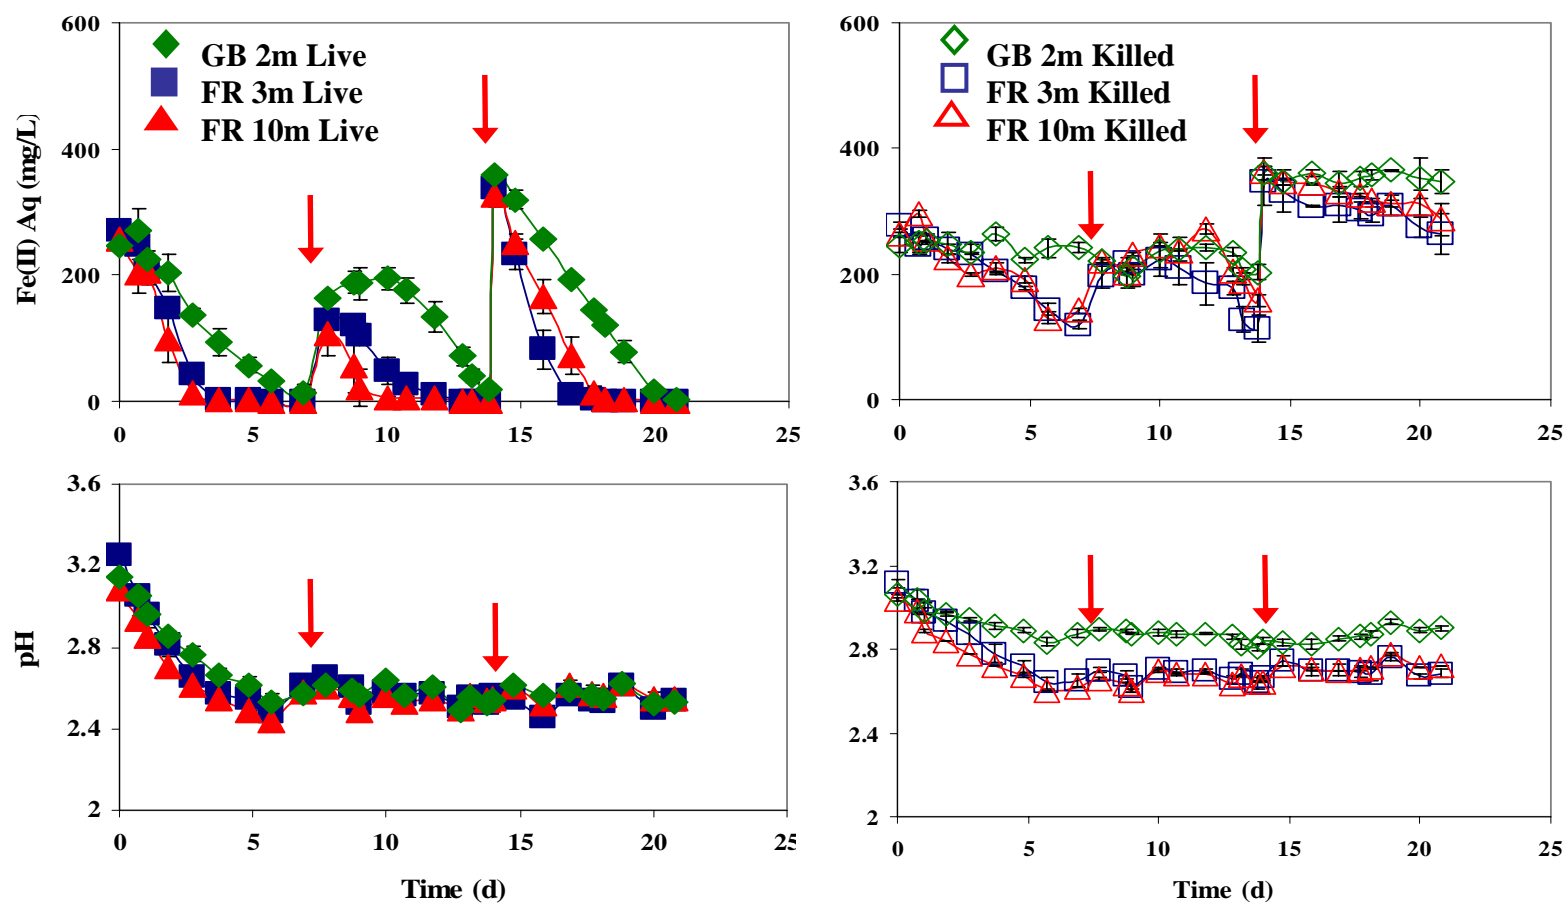 600
400
200
0
Fe(II) Aq (mg/L)
GB 2m Live
FR 3m Live
FR 10m Live
0 5 10 15 20 25
600
400
200
0
GB 2m Killed
FR 3m Killed
FR 10m Killed
0 5 10 15 20 25
3.6
3.2
2.8
2.4
2
pH
0 5 10 15 20 25
Time (d)
3.6
3.2
2.8
2.4
2
0 5 10 15 20 25
Time (d)